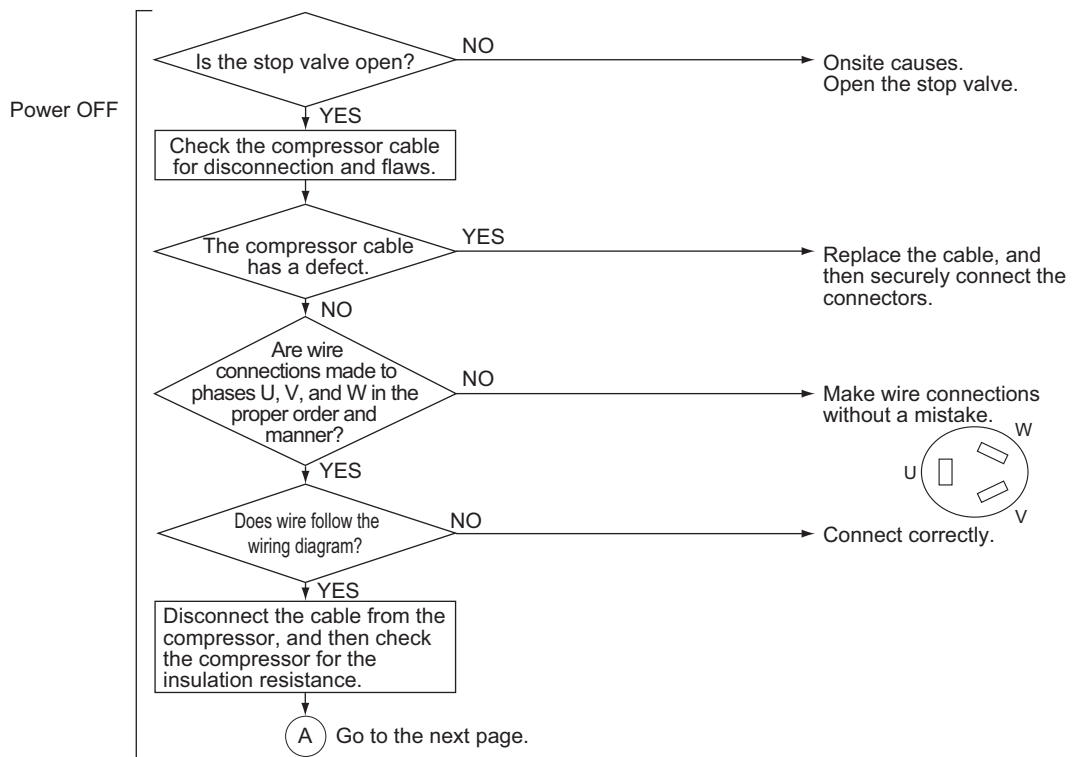 Power OFF
Is the stop valve open?
NO
Onsite causes.
Open the stop valve.
YES
Check the compressor cable
for disconnection and flaws.
The compressor cable
has a defect.
YES
Replace the cable, and
then securely connect the
connectors.
NO
Are wire
connections made to
phases U, V, and W in the
proper order and
manner?
NO
Make wire connections
without a mistake.
W
U
V
YES
Does wire follow the
wiring diagram?
NO
Connect correctly.
YES
Disconnect the cable from the
compressor, and then check
the compressor for the
insulation resistance.
A
Go to the next page.